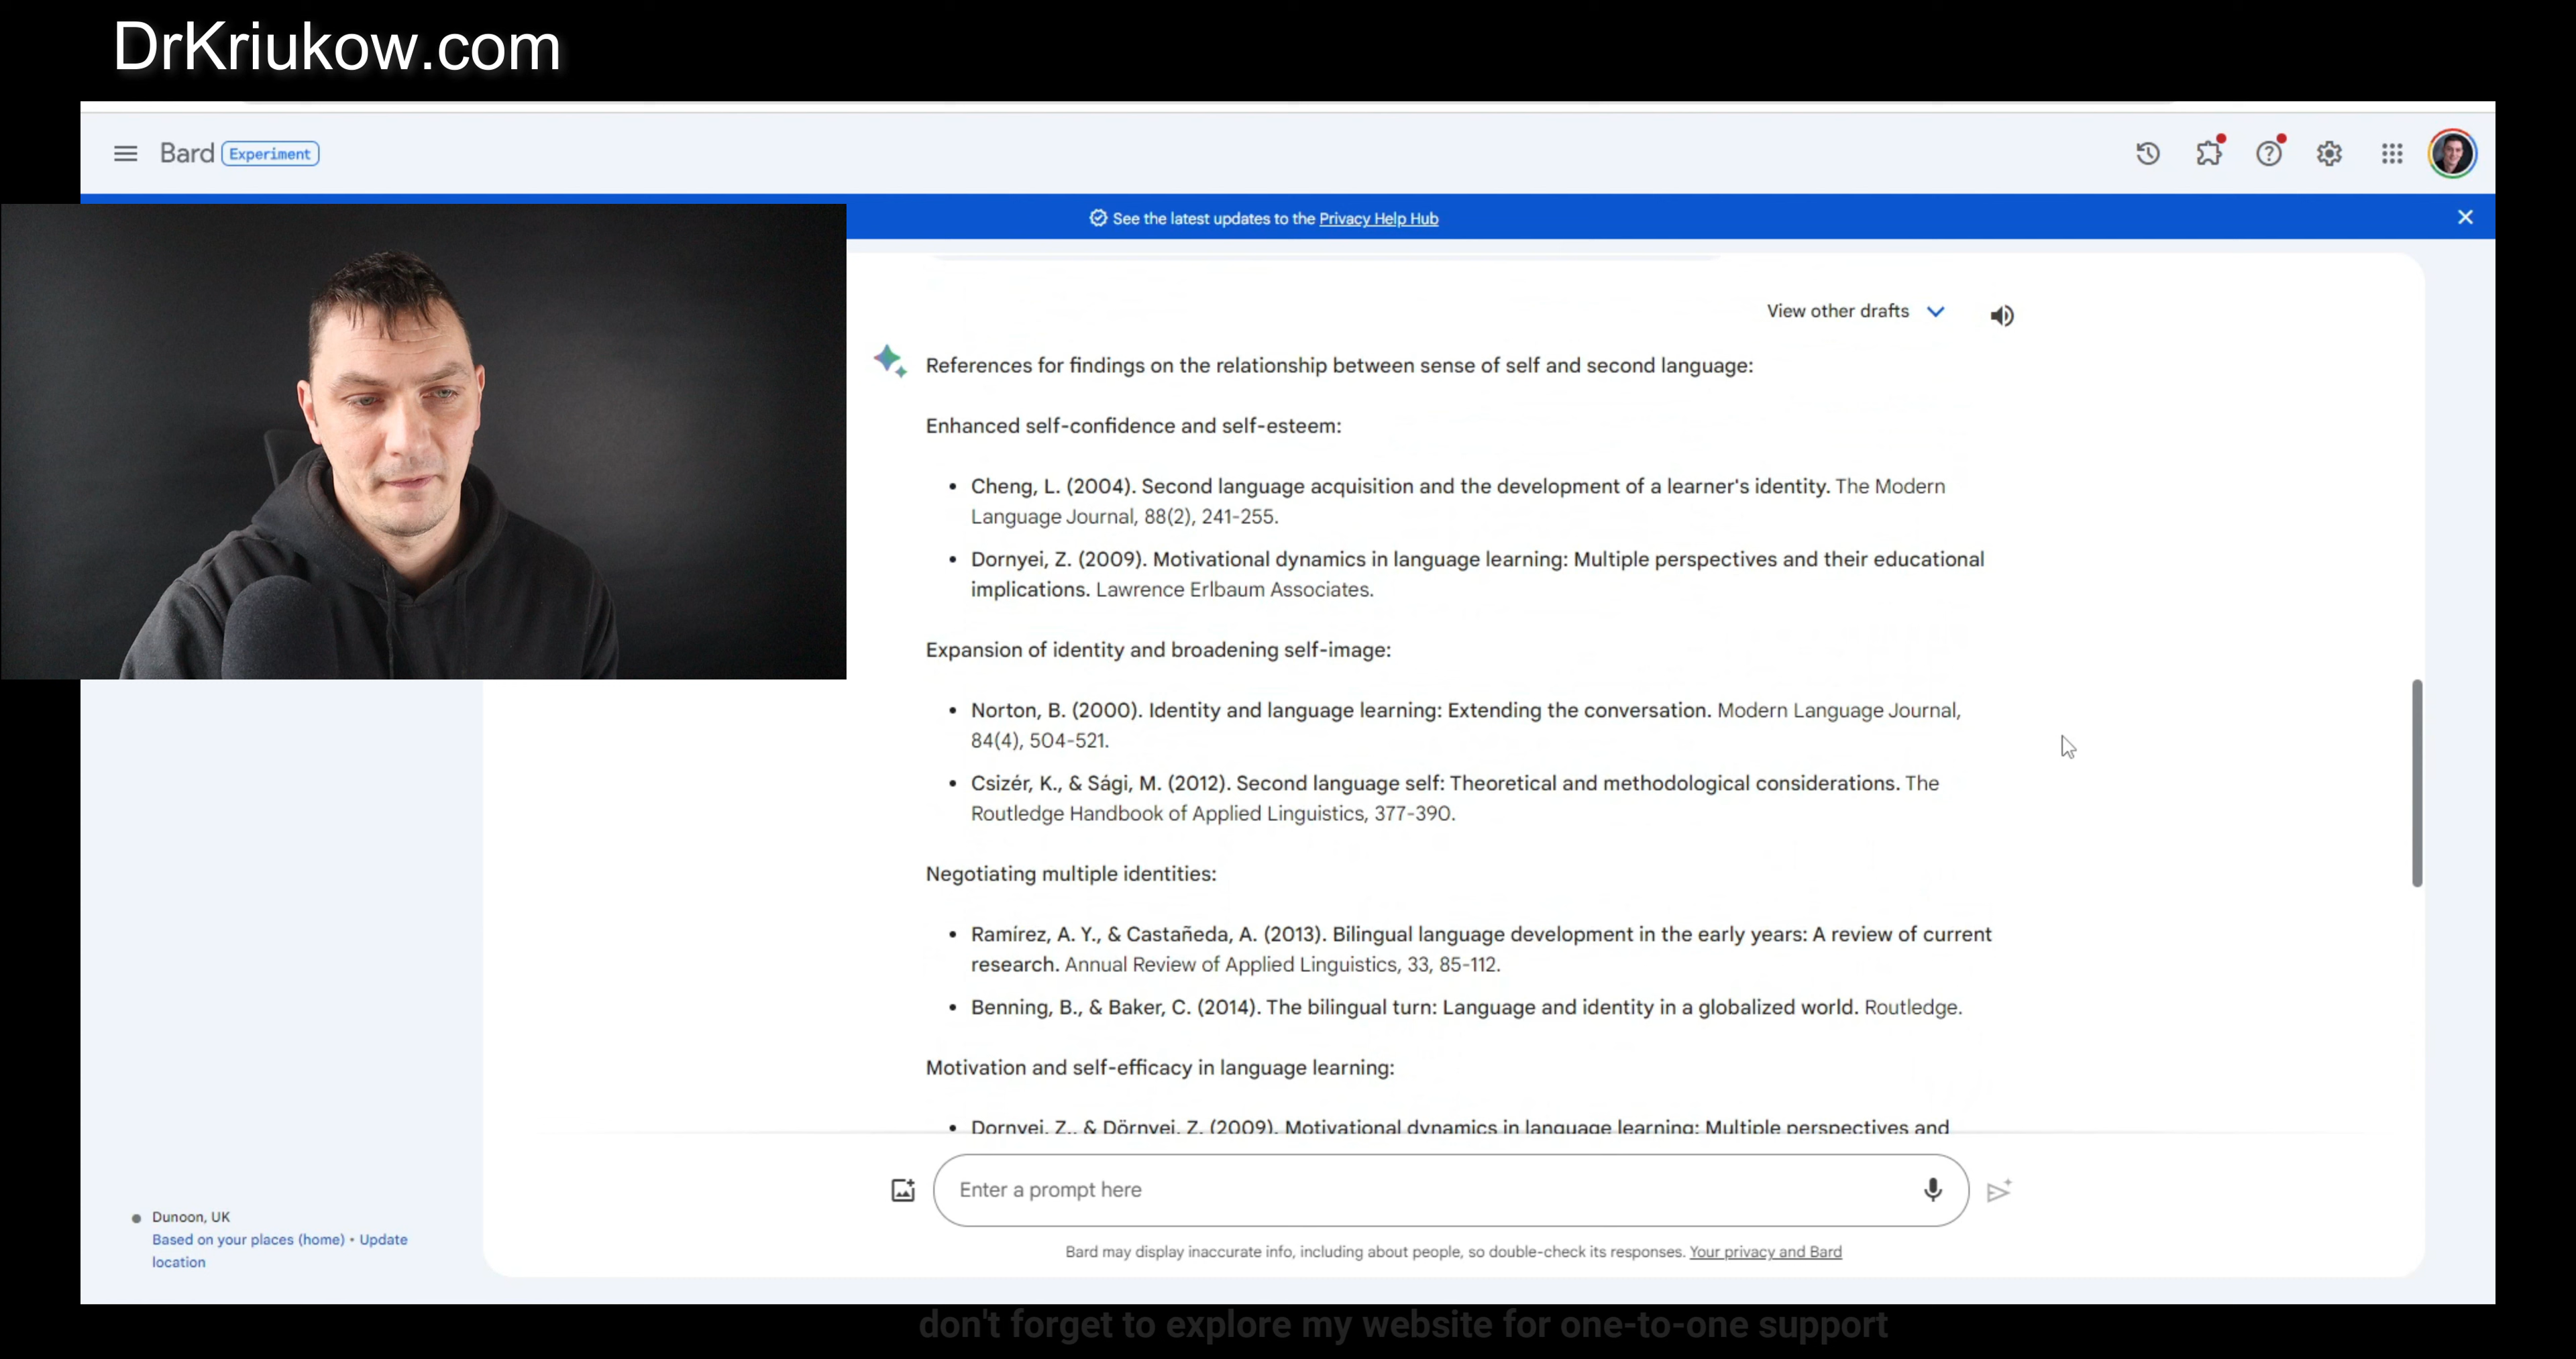 DrKriukow.com
Bard Experiment
See the latest updates to the Privacy Help Hub
View other drafts
References for findings on the relationship between sense of self and second language:
Enhanced self-confidence and self-esteem:
• Cheng, L. (2004). Second language acquisition and the development of a learner's identity. The Modern
Language Journal, 88(2), 241-255.
• Dornyei, Z. (2009). Motivational dynamics in language learning: Multiple perspectives and their educational
implications. Lawrence Erlbaum Associates.
Expansion of identity and broadening self-image:
• Norton, B. (2000). Identity and language learning: Extending the conversation. Modern Language Journal,
84(4), 504-521.
• Csizér, K., & Sági, M. (2012). Second language self: Theoretical and methodological considerations. The
Routledge Handbook of Applied Linguistics, 377-390.
Negotiating multiple identities:
• Ramírez, A. Y., & Castañeda, A. (2013). Bilingual language development in the early years: A review of current
research. Annual Review of Applied Linguistics, 33, 85-112.
• Benning, B., & Baker, C. (2014). The bilingual turn: Language and identity in a globalized world. Routledge.
Motivation and self-efficacy in language learning:
• Dornyei, Z., & Dörnyei, Z. (2009). Motivational dynamics in language learning: Multiple perspectives and
Enter a prompt here
Bard may display inaccurate info, including about people, so double-check its responses. Your privacy and Bard
Dunoon, UK
Based on your places (home) • Update
location
don't forget to explore my website for one-to-one support